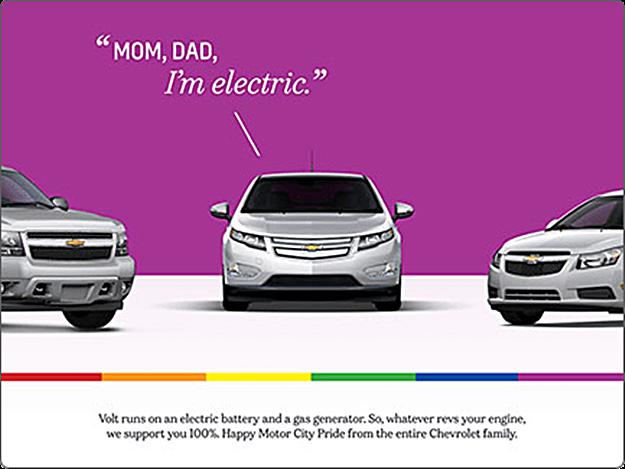 “MOM, DAD,
I’m electric.”
Volt runs on an electric battery and a gas generator. So, whatever revs your engine,
we support you 100%. Happy Motor City Pride from the entire Chevrolet family.